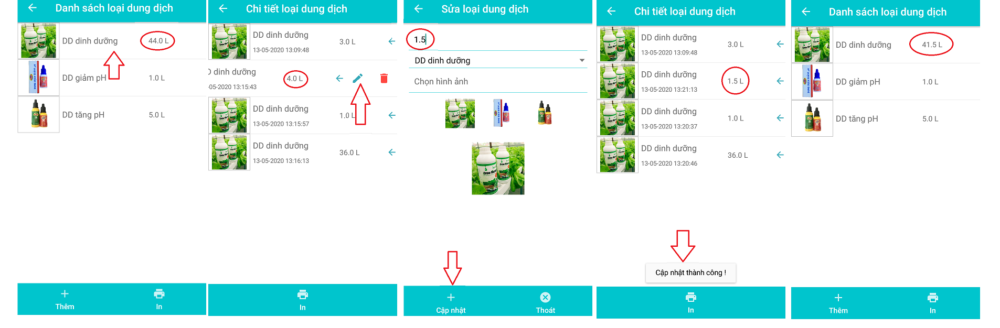 Danh sách loại dung dịch
DD dinh dưỡng
44.0 L
DD giảm pH
1.0 L
DD tăng pH
5.0 L
Thêm
In
Chi tiết loại dung dịch
DD dinh dưỡng
13-05-2020 13:09:48
3.0 L
D dinh dưỡng
-05-2020 13:15:43
4.0 L
DD dinh dưỡng
13-05-2020 13:15:57
1.0 L
DD dinh dưỡng
13-05-2020 13:16:13
36.0 L
In
Sửa loại dung dịch
1.5
DD dinh dưỡng
Chọn hình ảnh
Cập nhật
Thoát
Chi tiết loại dung dịch
DD dinh dưỡng
13-05-2020 13:09:48
3.0 L
DD dinh dưỡng
13-05-2020 13:21:13
1.5 L
DD dinh dưỡng
13-05-2020 13:20:37
1.0 L
DD dinh dưỡng
13-05-2020 13:20:46
36.0 L
Cập nhật thành công !
In
Danh sách loại dung dịch
DD dinh dưỡng
41.5 L
DD giảm pH
1.0 L
DD tăng pH
5.0 L
Thêm
In